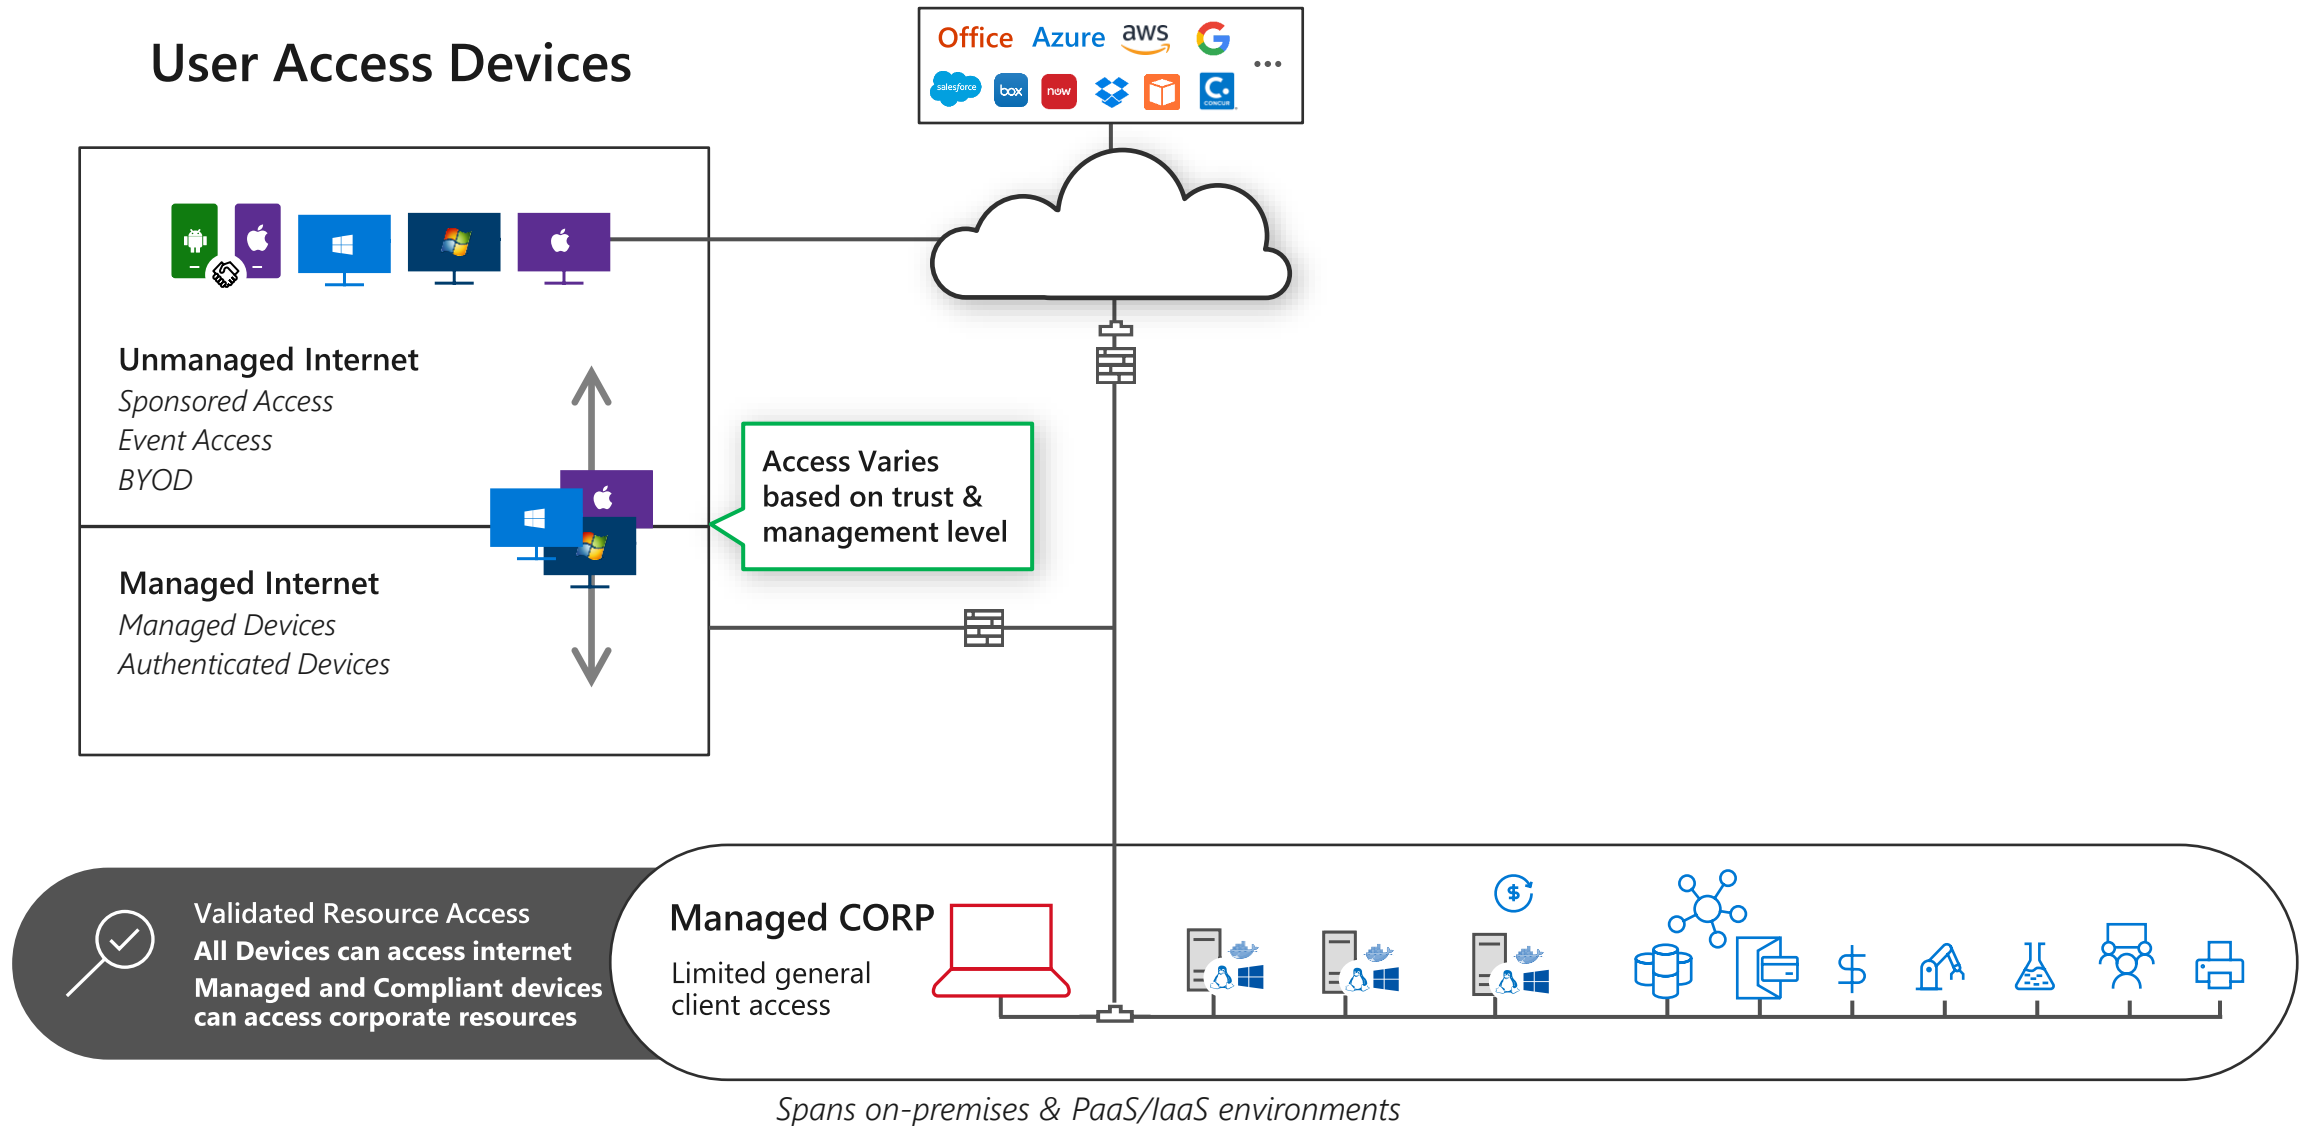 User Access Devices
Office Azure aws
salesforce box now C. CONCUR
Unmanaged Internet
Sponsored Access
Event Access
BYOD
Access Varies
based on trust &
management level
Managed Internet
Managed Devices
Authenticated Devices
Validated Resource Access
All Devices can access internet
Managed and Compliant devices
can access corporate resources
Managed CORP
Limited general
client access
$
$
Spans on-premises & PaaS/IaaS environments